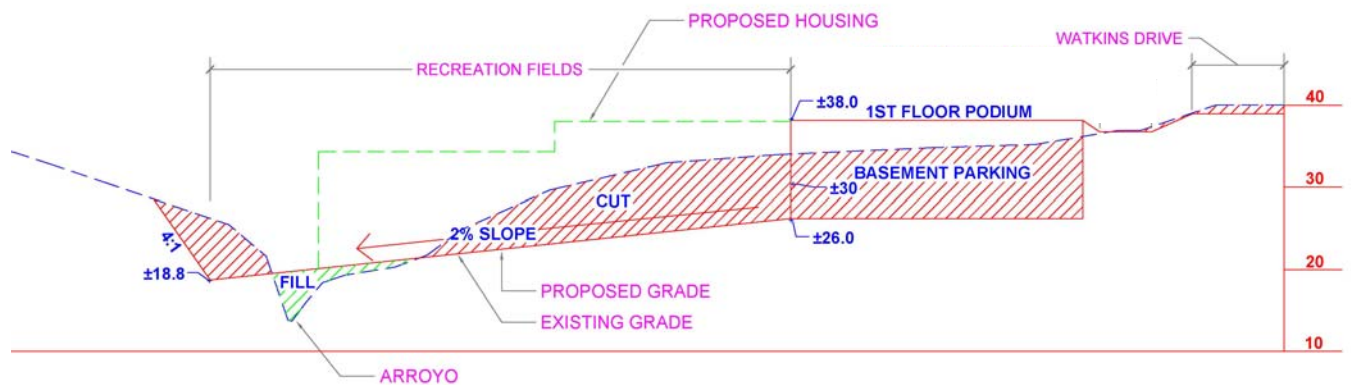 PROPOSED HOUSING
WATKINS DRIVE
RECREATION FIELDS
40
±38.0
1ST FLOOR PODIUM
BASEMENT PARKING
30
±30
CUT
4:1
2% SLOPE
±26.0
±18.8
20
FILL
PROPOSED GRADE
EXISTING GRADE
10
ARROYO